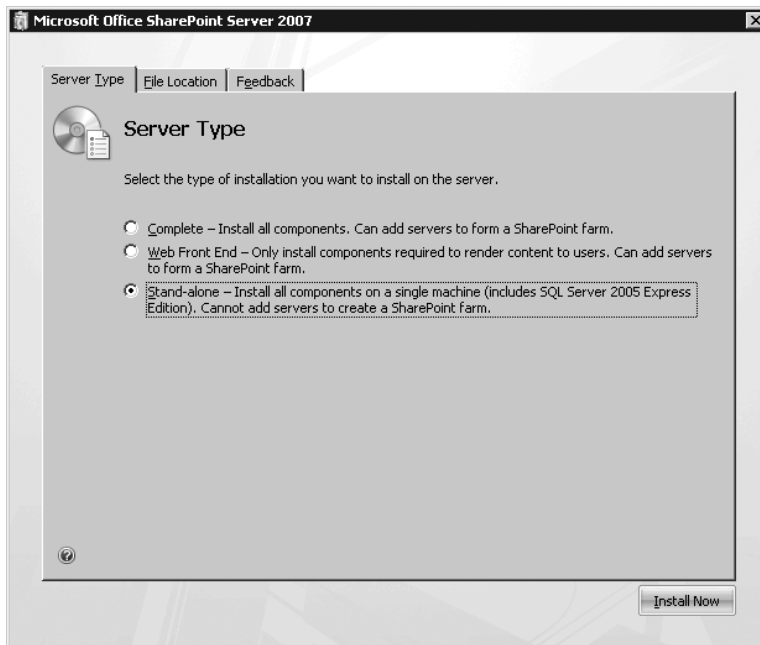 Microsoft Office SharePoint Server 2007
Server Type
File Location
Feedback
Server Type
Select the type of installation you want to install on the server.
Complete – Install all components. Can add servers to form a SharePoint farm.
Web Front End – Only install components required to render content to users. Can add servers
to form a SharePoint farm.
Stand-alone – Install all components on a single machine (includes SQL Server 2005 Express
Edition). Cannot add servers to create a SharePoint farm.
Install Now